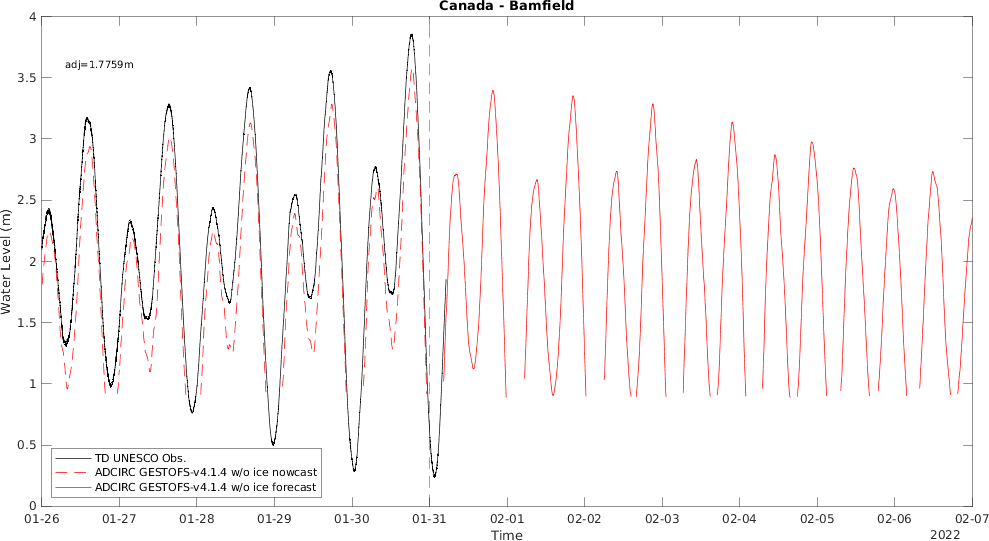 Canada - Bamfield
adj=1.7759m
Water Level (m)
4
3.5
3
2.5
2
1.5
1
0.5
0
TD UNESCO Obs.
ADCIRC GESTOFS-v4.1.4 w/o ice nowcast
ADCIRC GESTOFS-v4.1.4 w/o ice forecast
01-26 01-27 01-28 01-29 01-30 01-31 02-01 02-02 02-03 02-04 02-05 02-06 02-07
Time
2022